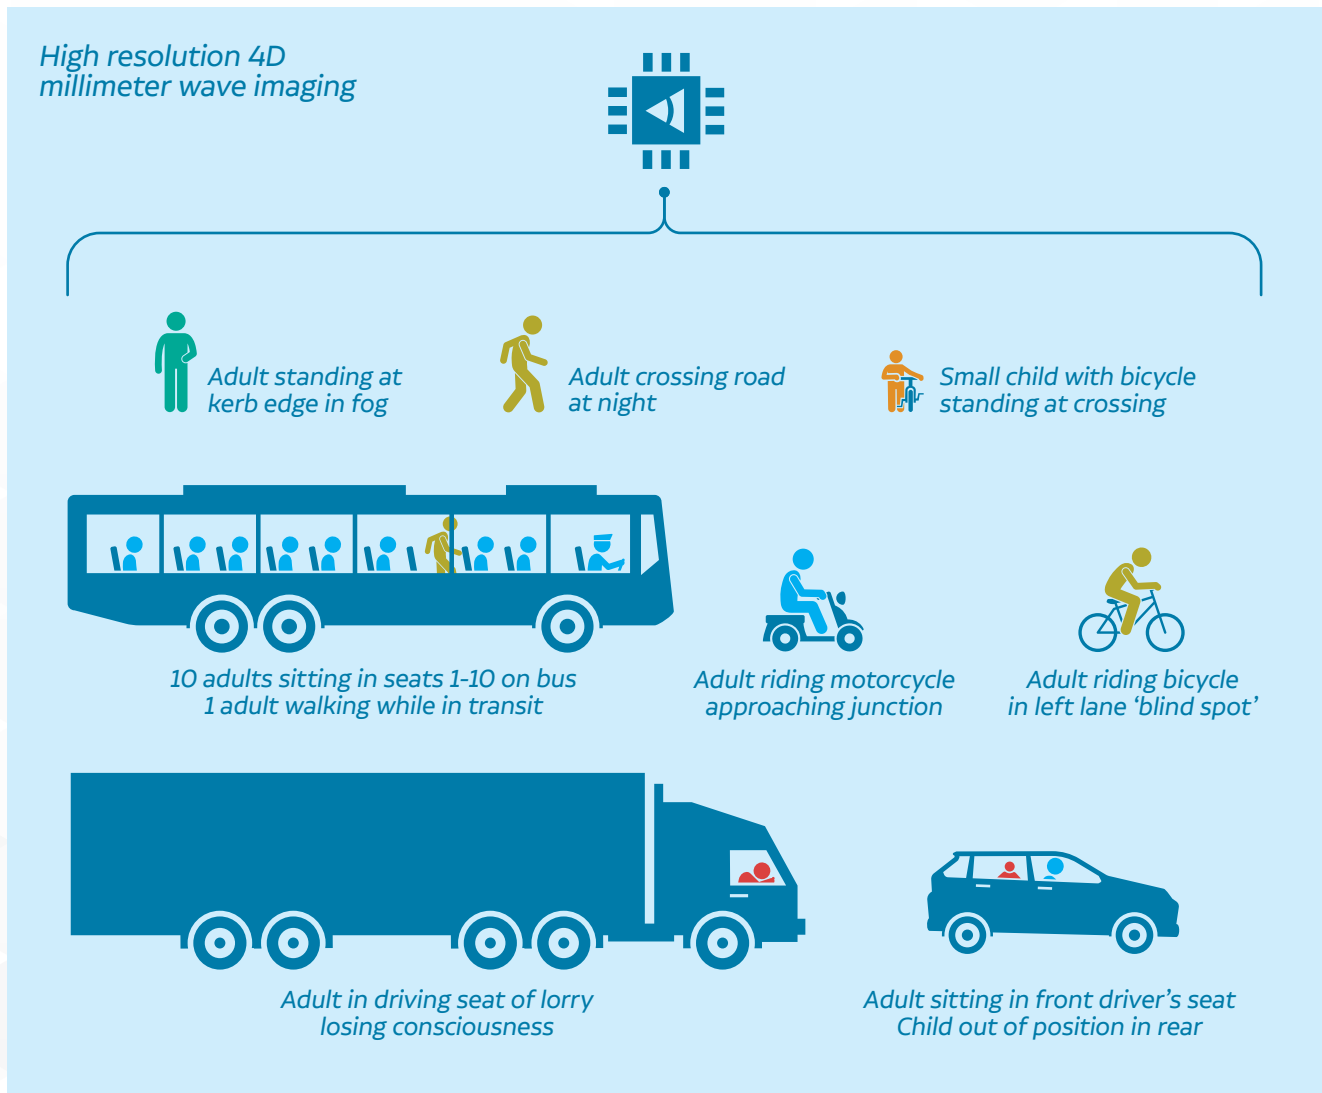 High resolution 4D
millimeter wave imaging
Adult standing at
kerb edge in fog
Adult crossing road
at night
Small child with bicycle
standing at crossing
10 adults sitting in seats 1-10 on bus
1 adult walking while in transit
Adult riding motorcycle
approaching junction
Adult riding bicycle
in left lane ‘blind spot’
Adult in driving seat of lorry
losing consciousness
Adult sitting in front driver’s seat
Child out of position in rear